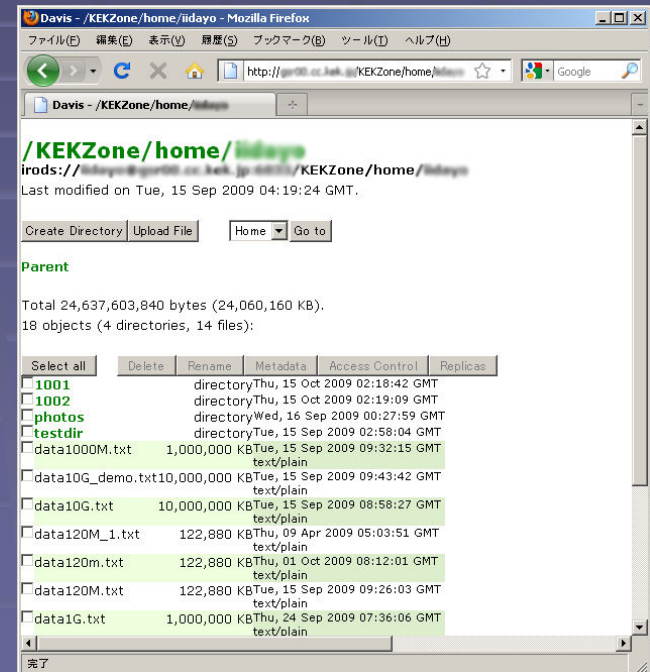 Davis - /KEKZone/home/iidayo - Mozilla Firefox
ファイル(F) 編集(E) 表示(V) 履歴(S) ブックマーク(B) ツール(T) ヘルプ(H)
http:// /KEKZone/home/ Google
Davis - /KEKZone/home/
/KEKZone/home/
irods:// /KEKZone/home/
Last modified on Tue, 15 Sep 2009 04:19:24 GMT.
Create Directory Upload File Home Go to
Parent
Total 24,637,603,840 bytes (24,060,160 KB).
18 objects (4 directories, 14 files):
Select all Delete Rename Metadata Access Control Replicas
1001 directory Thu, 15 Oct 2009 02:18:42 GMT
1002 directory Thu, 15 Oct 2009 02:19:09 GMT
photos directory Wed, 16 Sep 2009 00:27:59 GMT
testdir directory Tue, 15 Sep 2009 02:58:04 GMT
data1000M.txt 1,000,000 KB Tue, 15 Sep 2009 09:32:15 GMT
text/plain
data10G_demo.txt 10,000,000 KB Tue, 15 Sep 2009 09:43:42 GMT
text/plain
data10G.txt 10,000,000 KB Tue, 15 Sep 2009 08:58:27 GMT
text/plain
data120M_1.txt 122,880 KB Thu, 09 Apr 2009 05:03:51 GMT
text/plain
data120m.txt 122,880 KB Thu, 01 Oct 2009 08:12:01 GMT
text/plain
data120M.txt 122,880 KB Tue, 15 Sep 2009 09:26:03 GMT
text/plain
data1G.txt 1,000,000 KB Thu, 24 Sep 2009 07:36:06 GMT
text/plain
完了